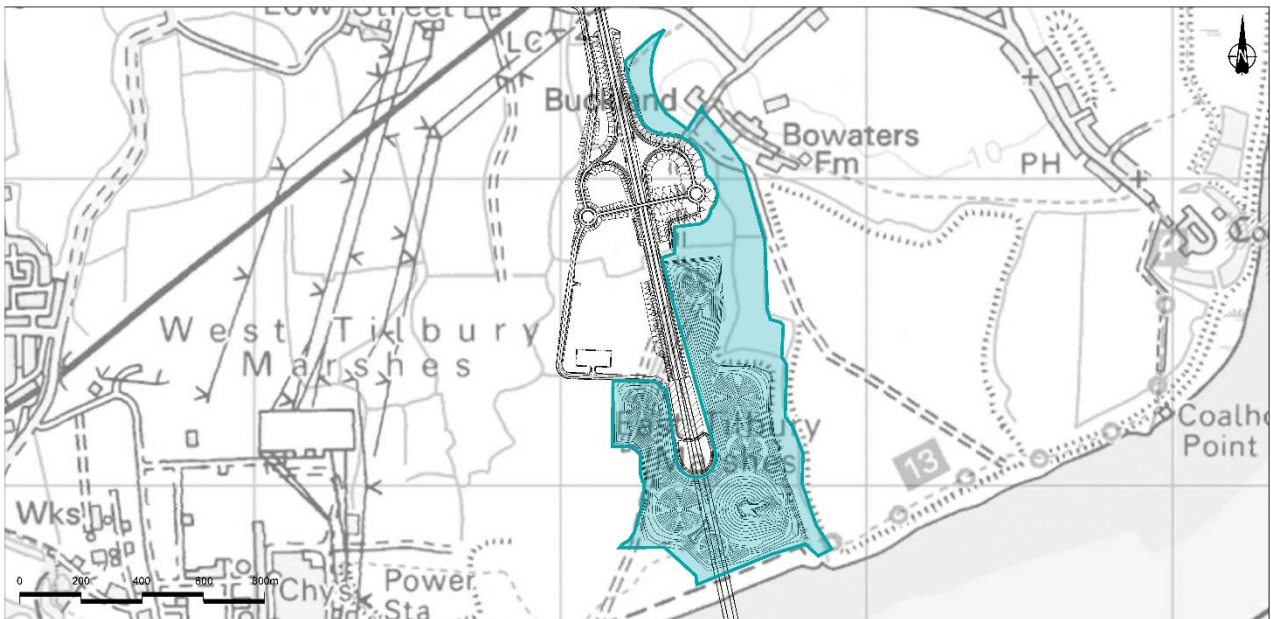 Low Street
LC
N
Buckland
Bowaters
Fm
10
PH
West Tilbury
Marshes
East Tilbury
Marshes
Coalho
Point
13
Wks
0 200 400 600 800m
Chys
Power
Sta